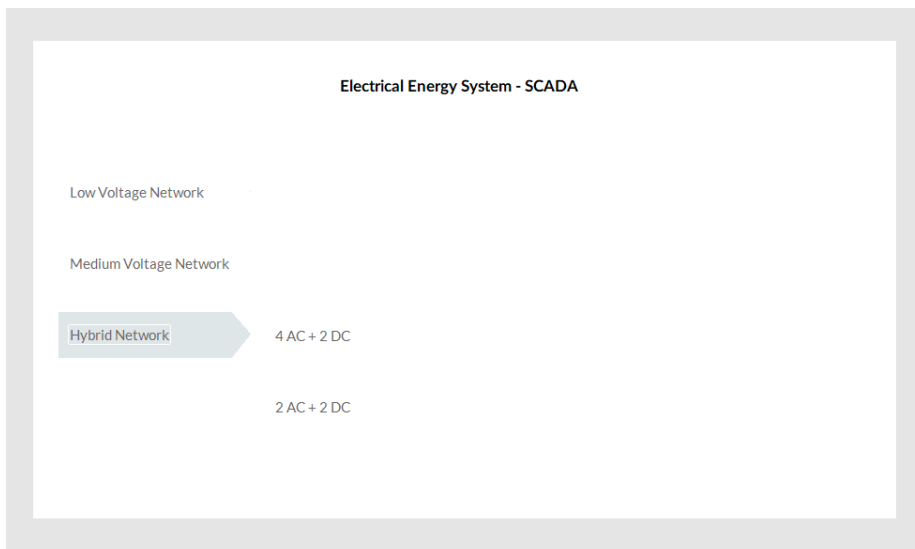 Electrical Energy System - SCADA
Low Voltage Network
Medium Voltage Network
Hybrid Network
4 AC + 2 DC
2 AC + 2 DC